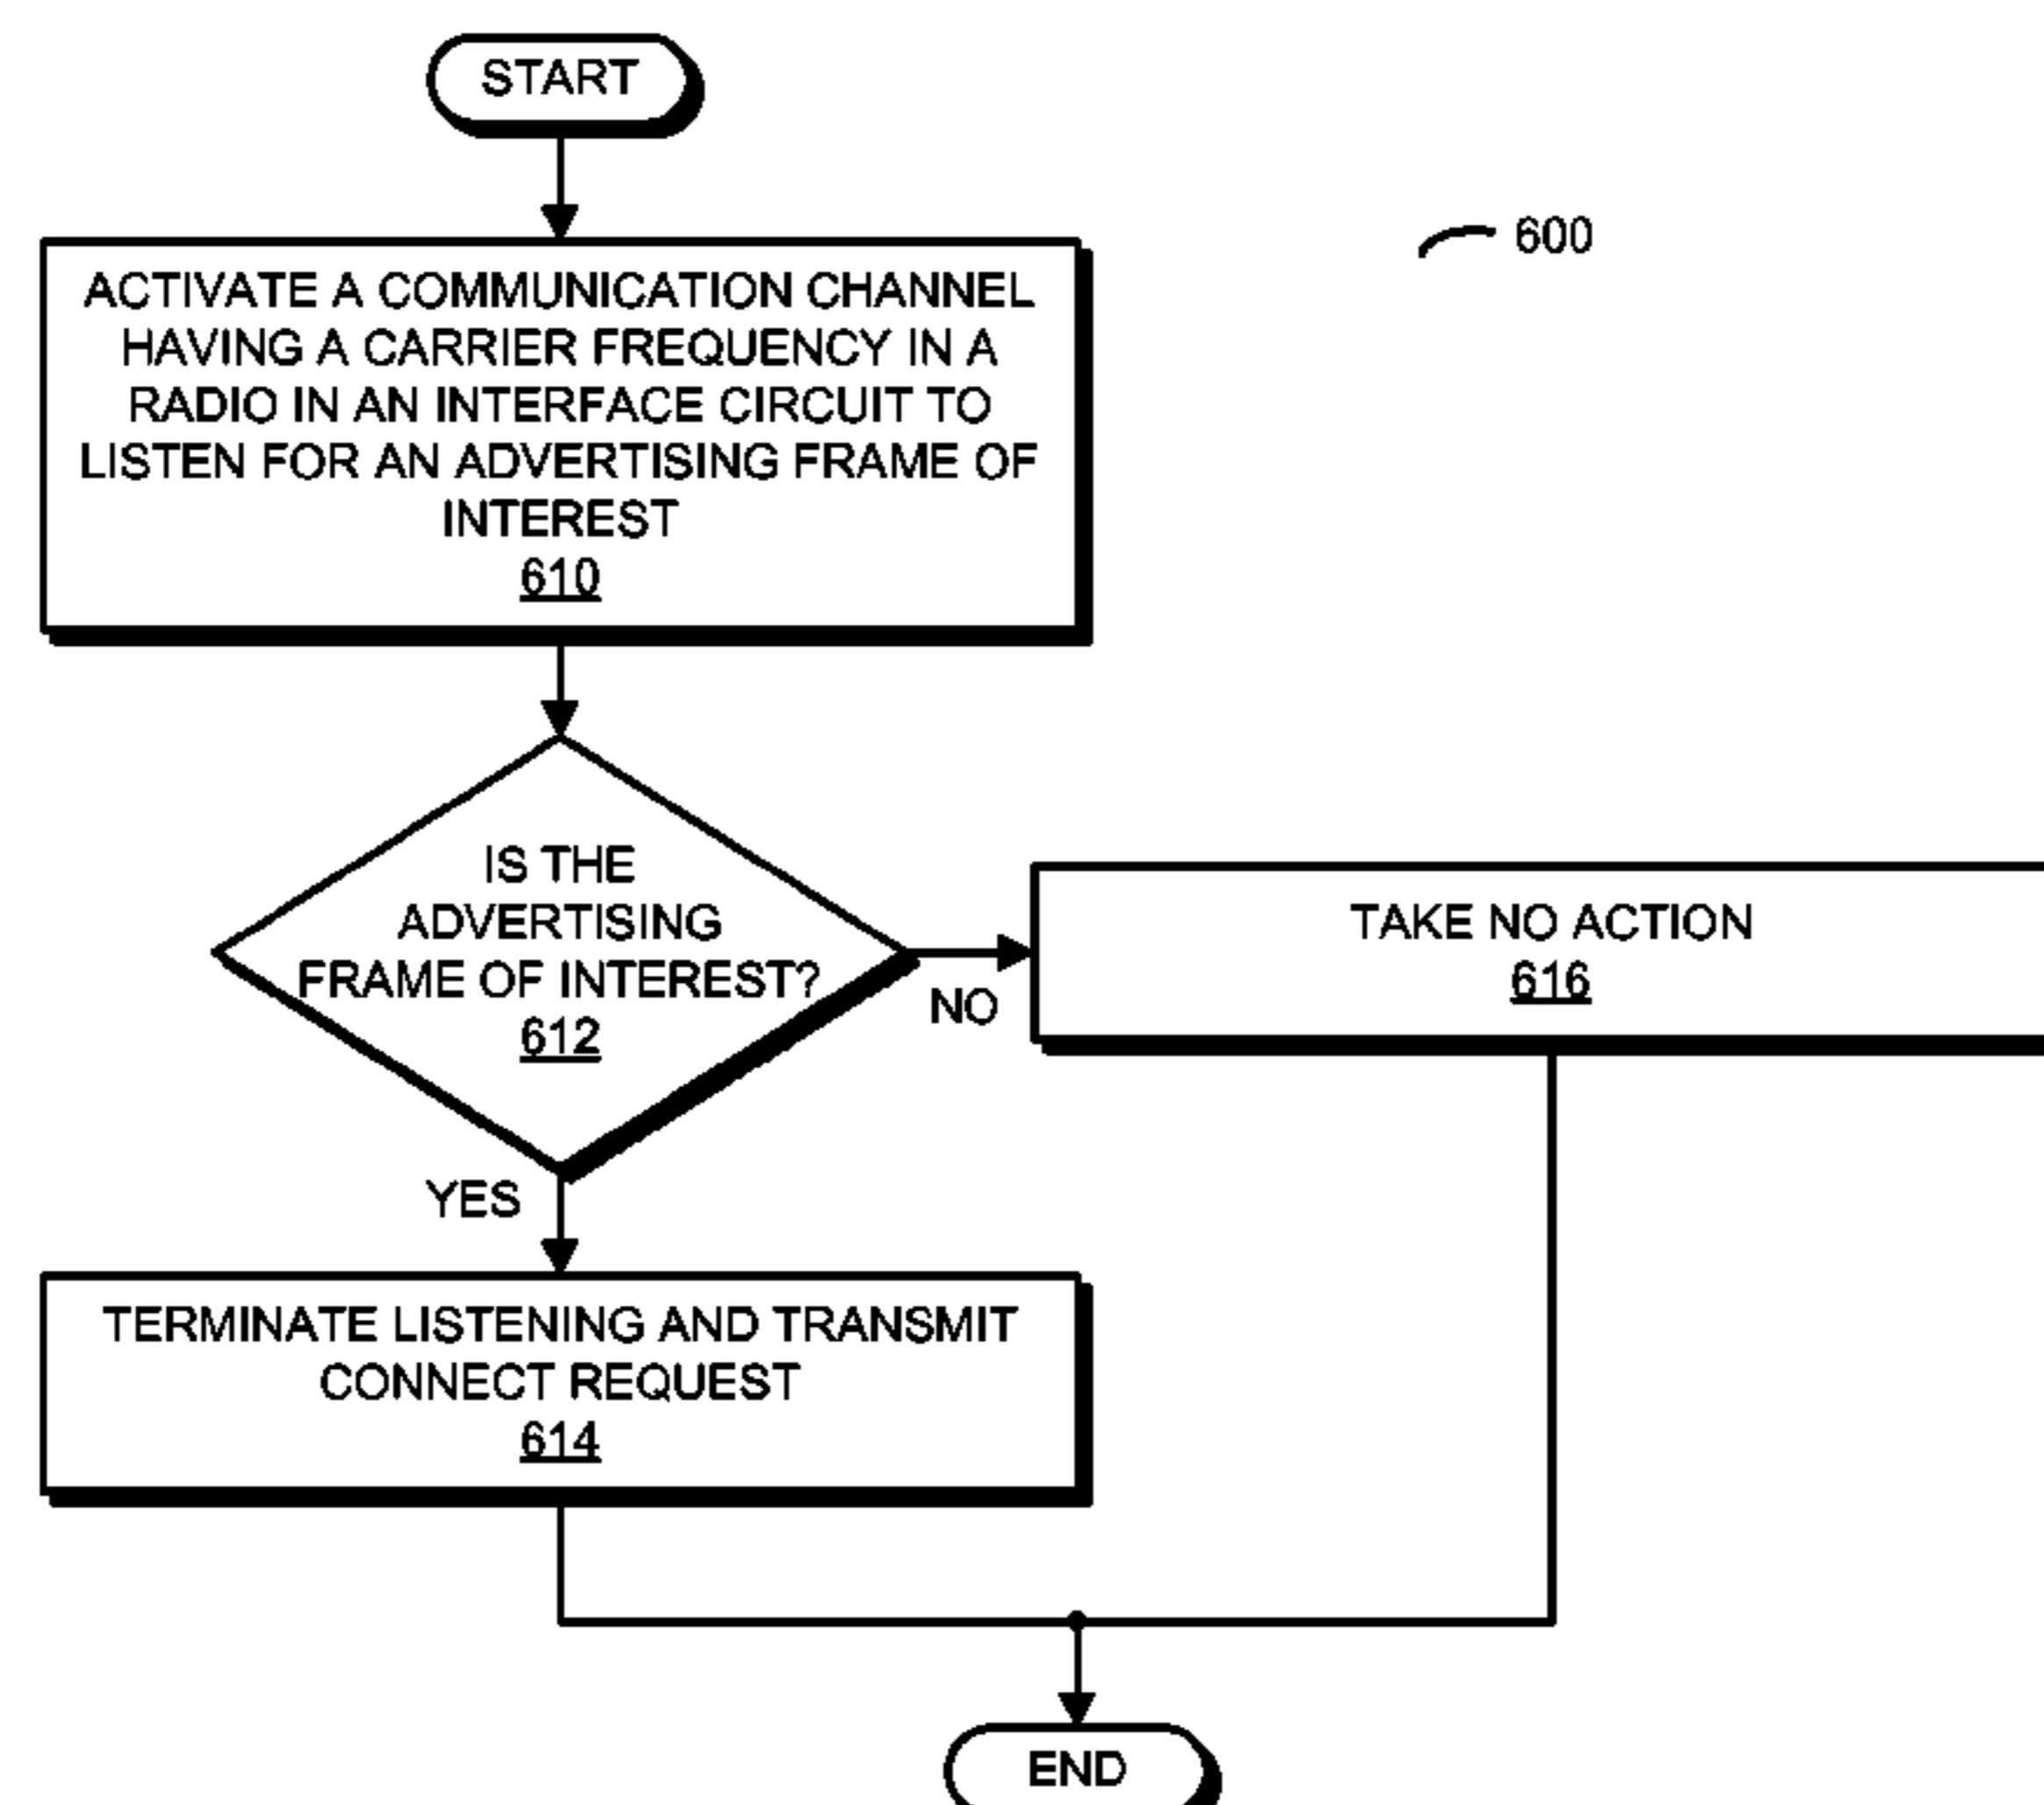 START
600
ACTIVATE A COMMUNICATION CHANNEL
HAVING A CARRIER FREQUENCY IN A
RADIO IN AN INTERFACE CIRCUIT TO
LISTEN FOR AN ADVERTISING FRAME OF
INTEREST
610
IS THE
ADVERTISING
FRAME OF INTEREST?
612
NO
TAKE NO ACTION
616
YES
TERMINATE LISTENING AND TRANSMIT
CONNECT REQUEST
614
END